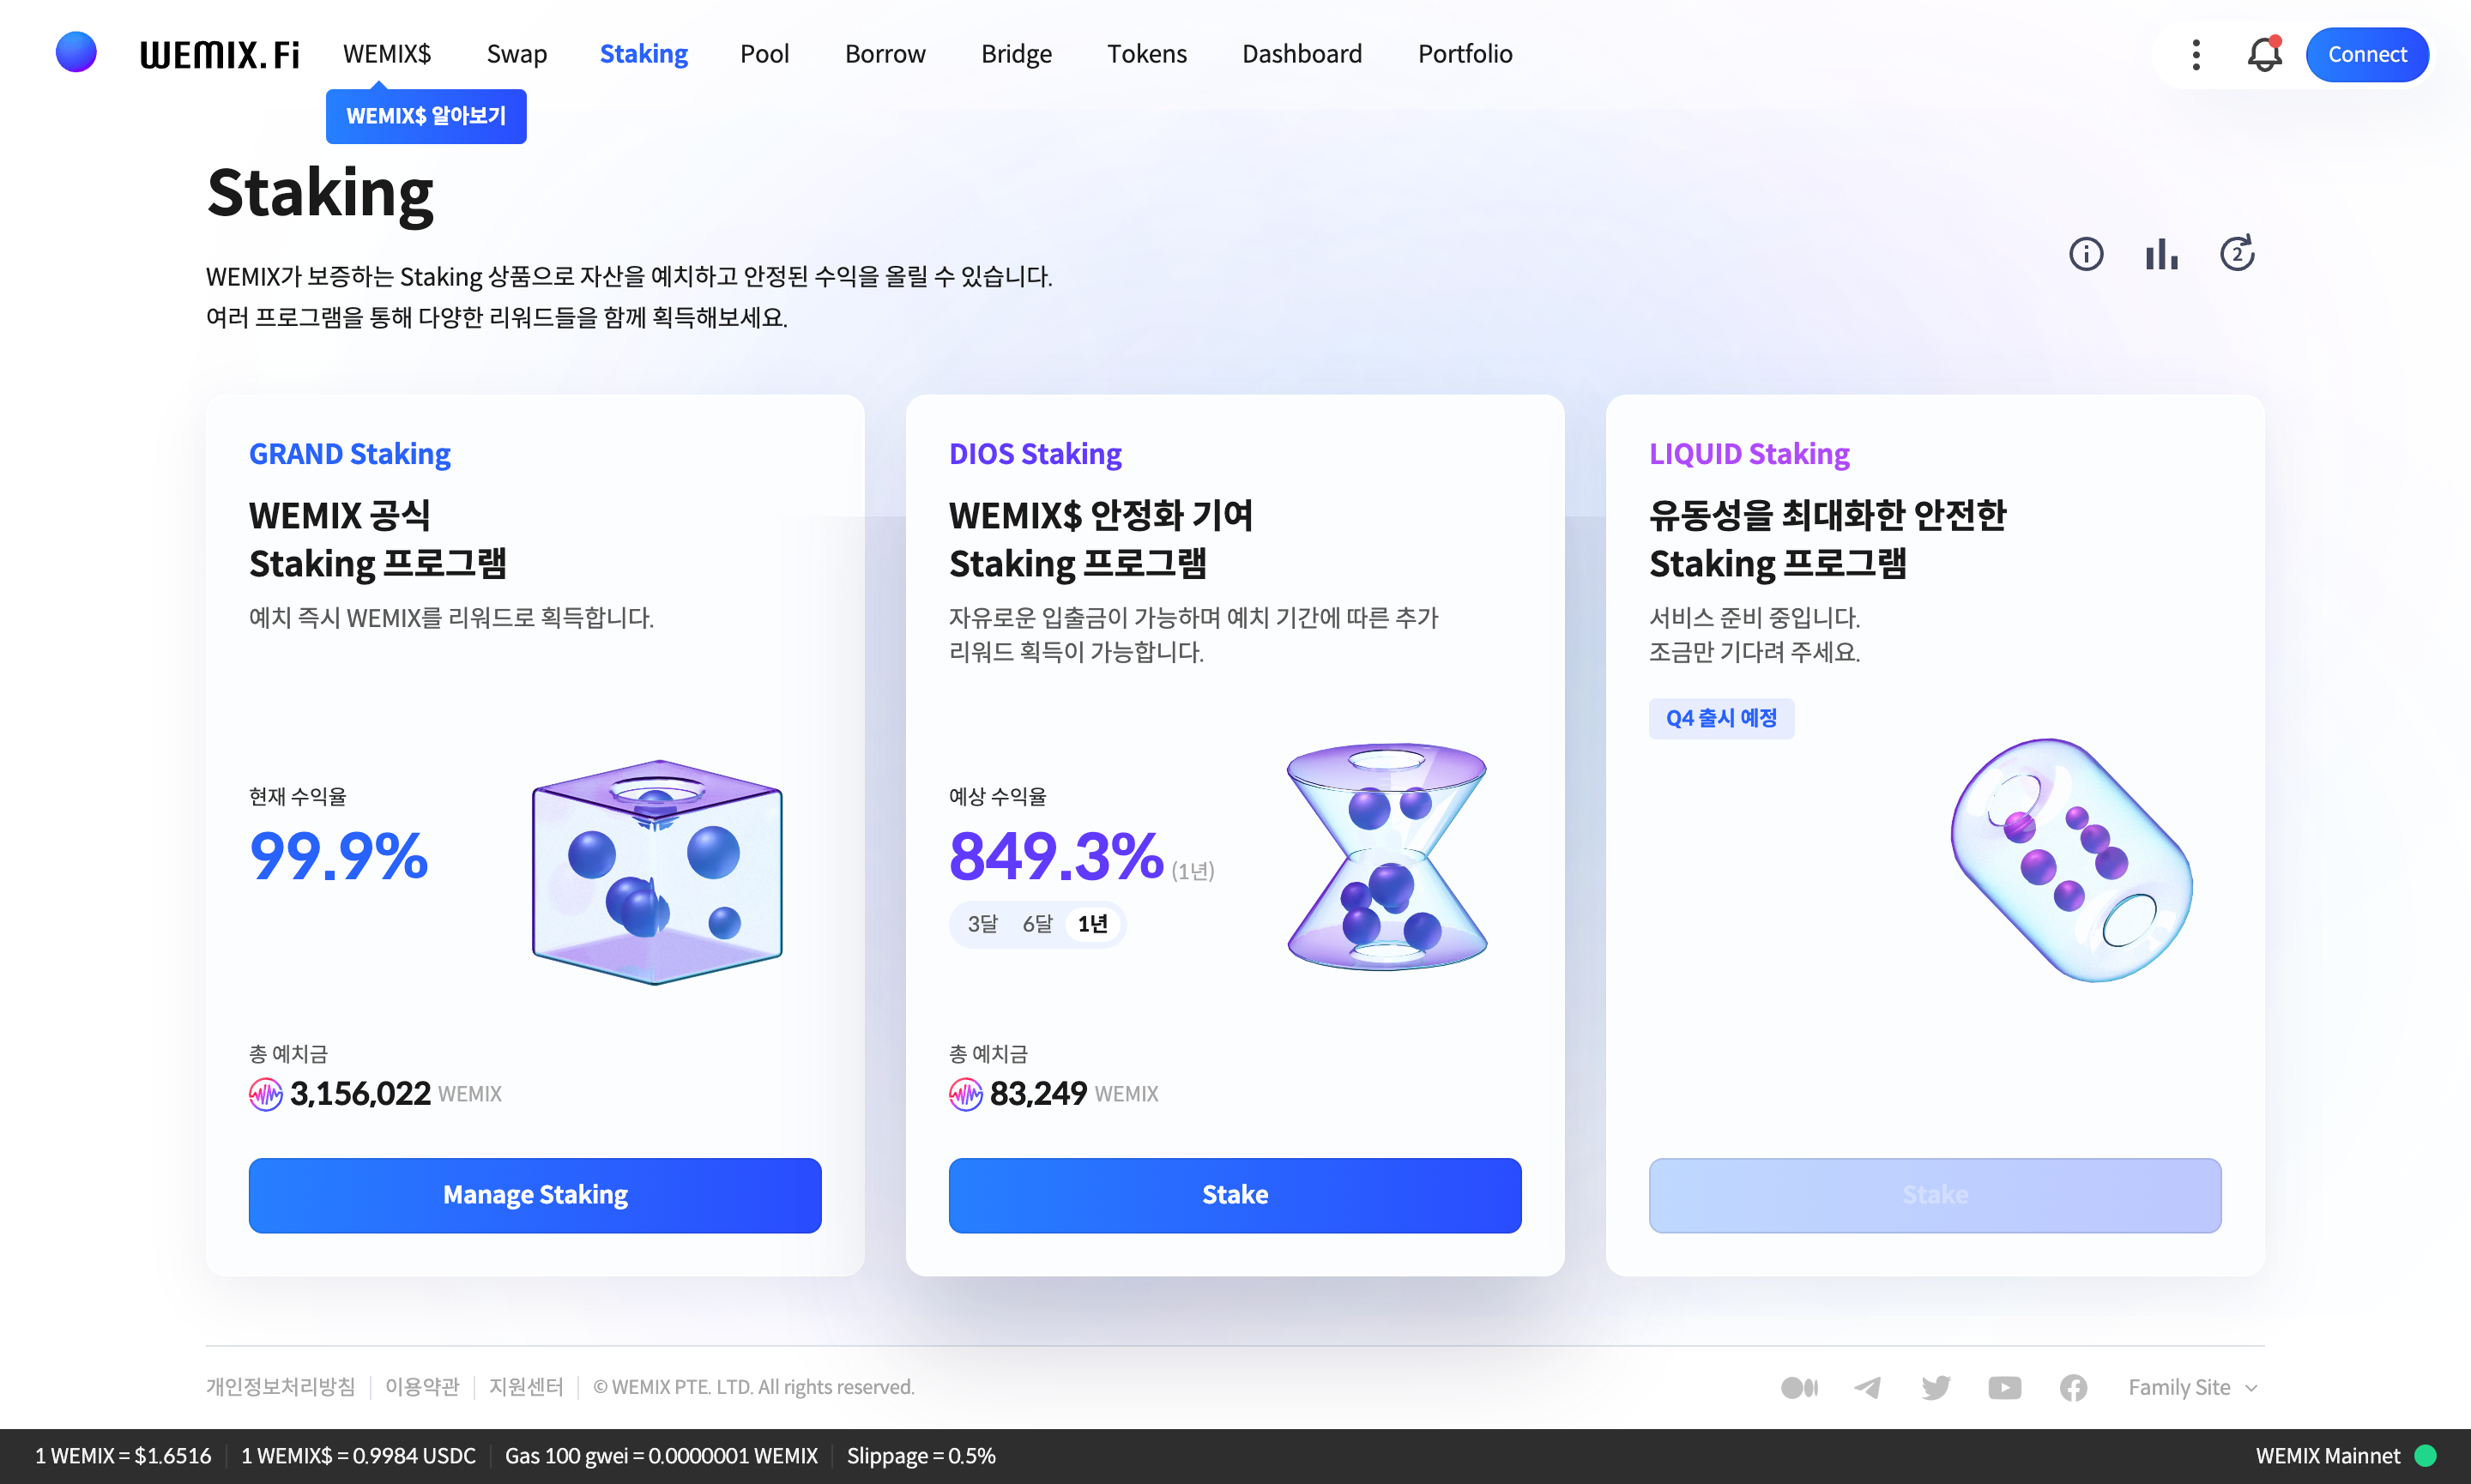 WEMIX.Fi
WEMIX$
Swap
Staking
Pool
Borrow
Bridge
Tokens
Dashboard
Portfolio
Connect
WEMIX$ 알아보기
Staking
WEMIX가 보증하는 Staking 상품으로 자산을 예치하고 안정된 수익을 올릴 수 있습니다.
여러 프로그램을 통해 다양한 리워드들을 함께 획득해보세요.
2
GRAND Staking
WEMIX 공식
Staking 프로그램
예치 즉시 WEMIX를 리워드로 획득합니다.
현재 수익율
99.9%
총 예치금
3,156,022 WEMIX
Manage Staking
DIOS Staking
WEMIX$ 안정화 기여
Staking 프로그램
자유로운 입출금이 가능하며 예치 기간에 따른 추가
리워드 획득이 가능합니다.
예상 수익율
849.3% (1년)
3달 6달 1년
총 예치금
83,249 WEMIX
Stake
LIQUID Staking
유동성을 최대화한 안전한
Staking 프로그램
서비스 준비 중입니다.
조금만 기다려 주세요.
Q4 출시 예정
Stake
개인정보처리방침
이용약관
지원센터
© WEMIX PTE. LTD. All rights reserved.
Family Site
1 WEMIX = $1.6516
1 WEMIX$ = 0.9984 USDC
Gas 100 gwei = 0.0000001 WEMIX
Slippage = 0.5%
WEMIX Mainnet